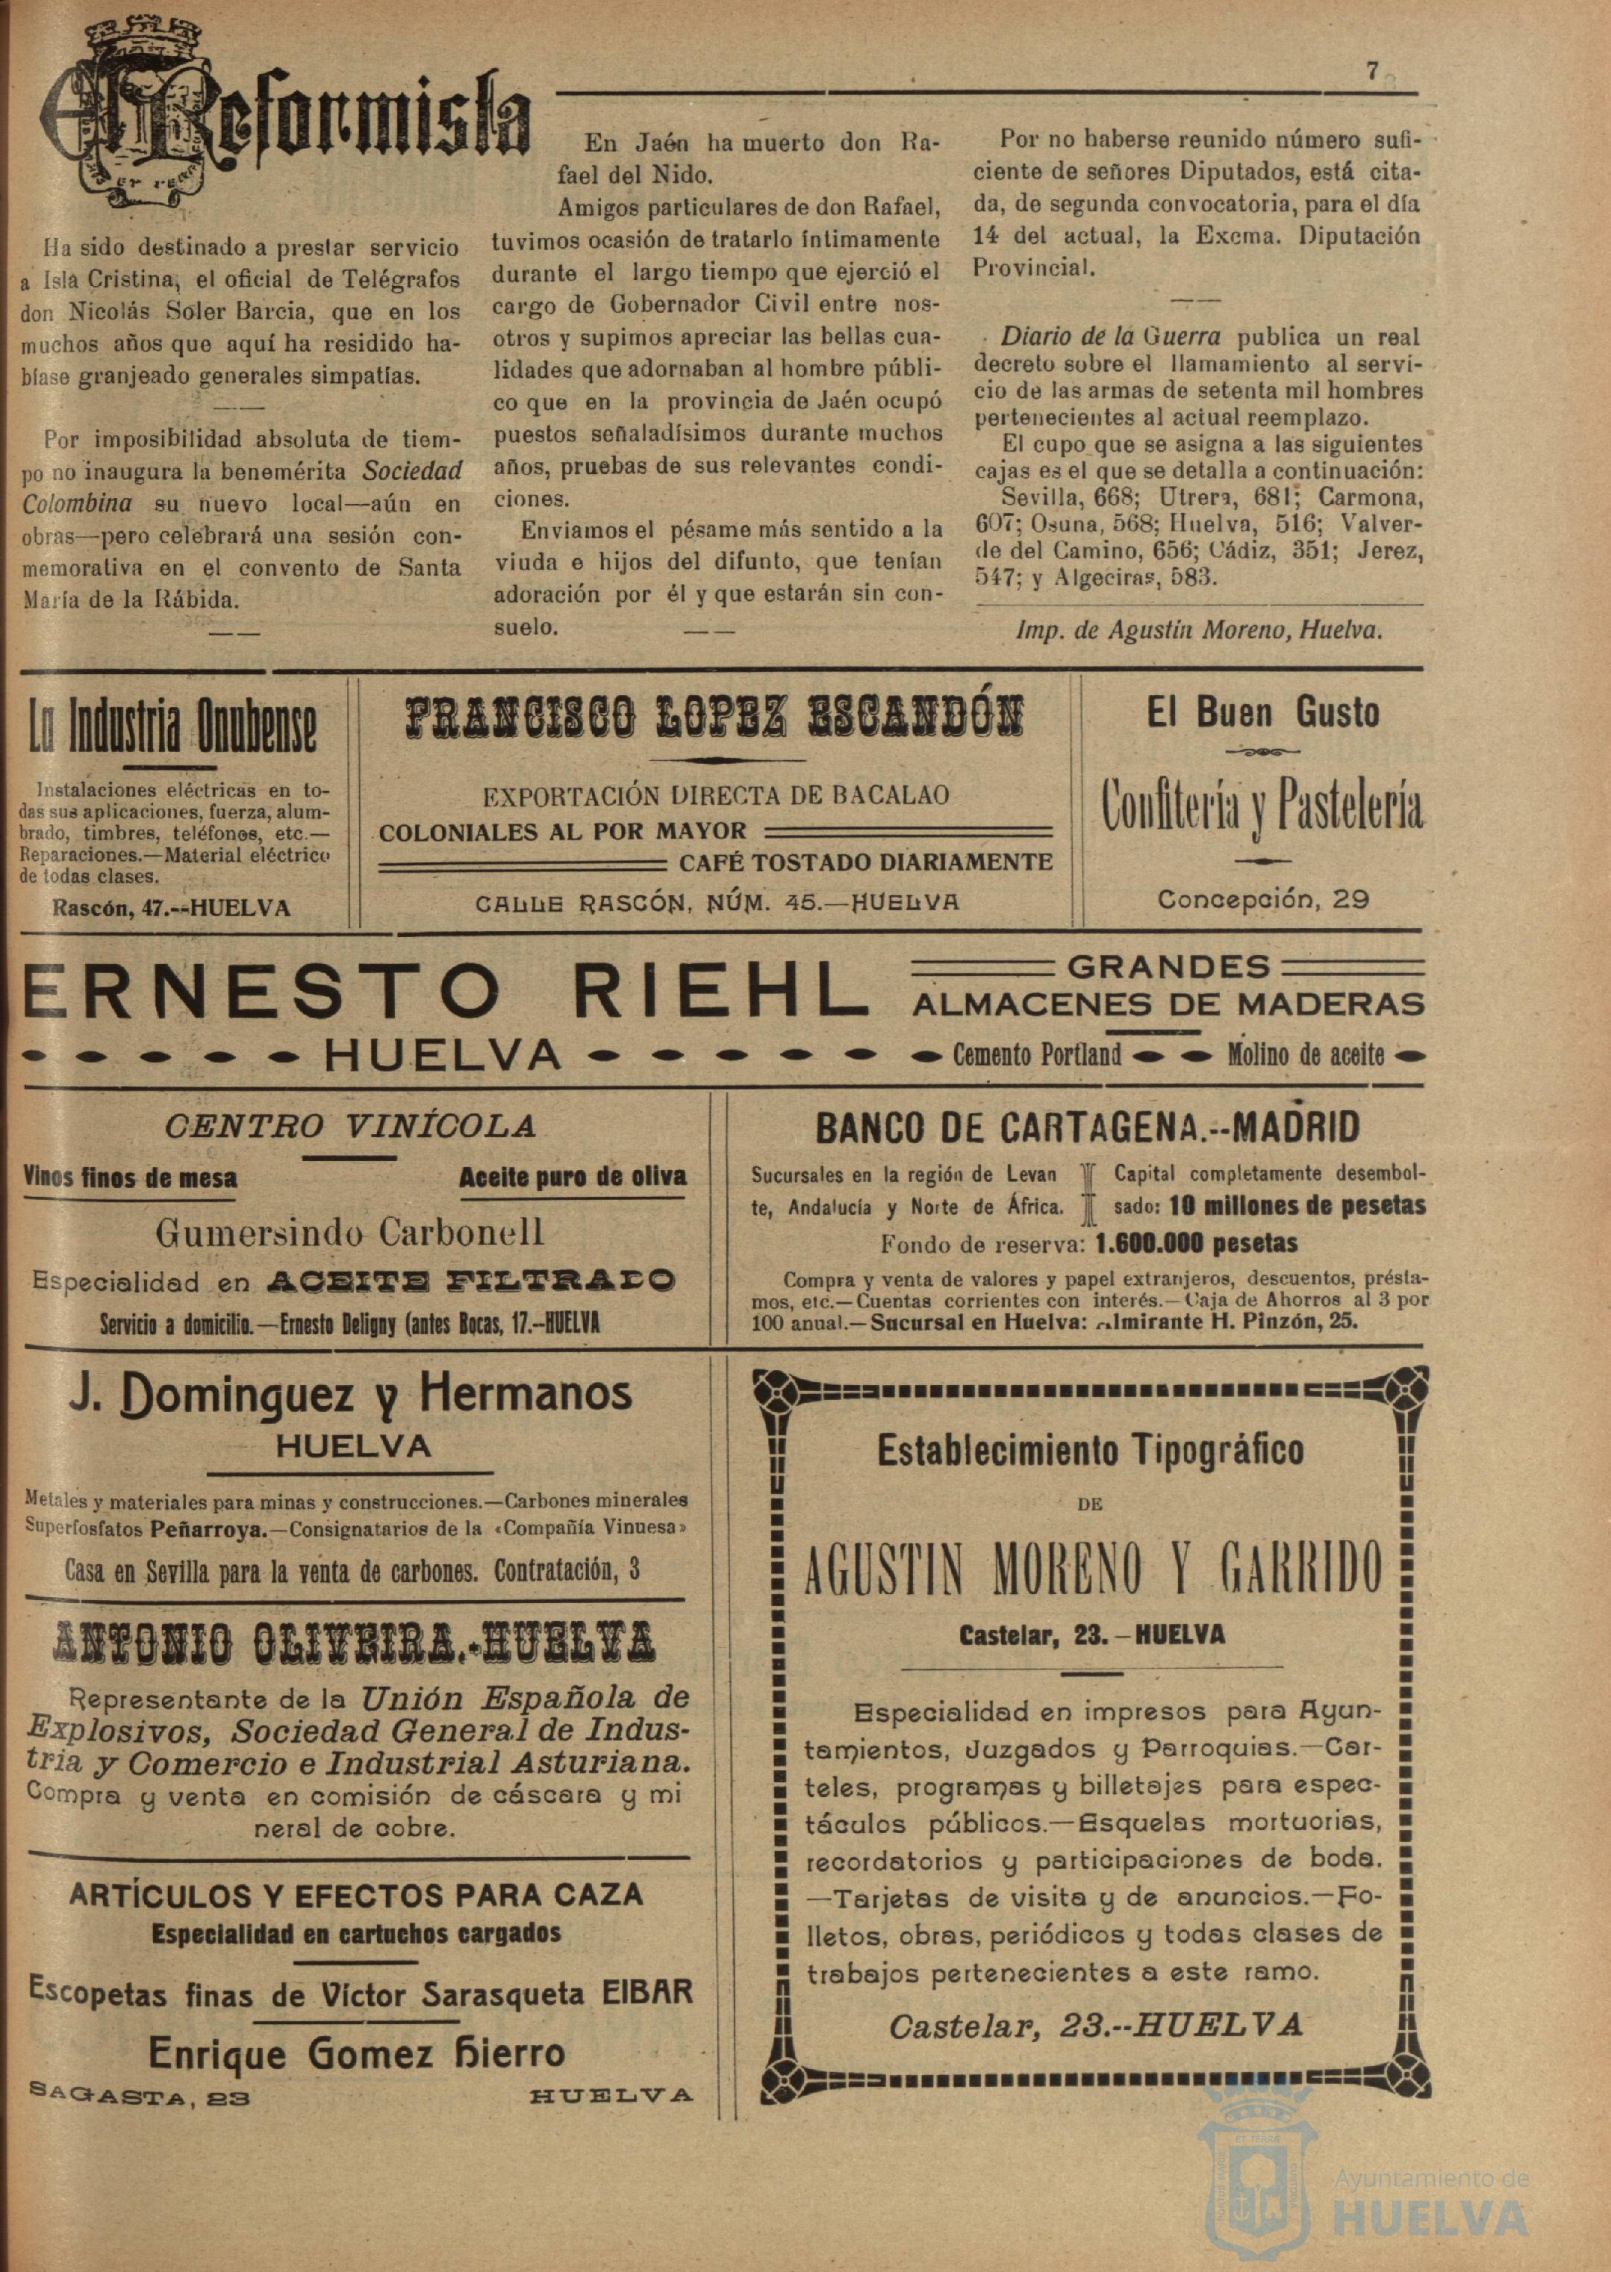 El Reformista
7
Ha sido destinado a prestar servicio
a Isla Cristina, el oficial de Telégrafos
don Nicolás Soler Barcia, que en los
muchos años que aquí ha residido ha-
bíase granjeado generales simpatías.
Por imposibilidad absoluta de tiem-
po no inaugura la benemérita Sociedad
Colombina su nuevo local—aún en
obras—pero celebrará una sesión con-
memorativa en el convento de Santa
María de la Rábida.
En Jaén ha muerto don Ra-
fael del Nido.
Amigos particulares de don Rafael,
tuvimos ocasión de tratarlo íntimamente
durante el largo tiempo que ejerció el
cargo de Gobernador Civil entre nos-
otros y supimos apreciar las bellas cua-
lidades que adornaban al hombre públi-
co que en la provincia de Jaén ocupó
puestos señaladísimos durante muchos
años, pruebas de sus relevantes condi-
ciones.
Enviamos el pésame más sentido a la
viuda e hijos del difunto, que tenían
adoración por él y que estarán sin con-
suelo.
Por no haberse reunido número sufi-
ciente de señores Diputados, está cita-
da, de segunda convocatoria, para el día
14 del actual, la Excma. Diputación
Provincial.
Diario de la Guerra publica un real
decreto sobre el llamamiento al servi-
cio de las armas de setenta mil hombres
pertenecientes al actual reemplazo.
El cupo que se asigna a las siguientes
cajas es el que se detalla a continuación:
Sevilla, 668; Utrera, 681; Carmona,
607; Osuna, 568; Huelva, 516; Valver-
de del Camino, 656; Cádiz, 351; Jerez,
547; y Algeciras, 583.
Imp. de Agustín Moreno, Huelva.
La Industria Onubense
Instalaciones eléctricas en to-
das sus aplicaciones, fuerza, alum-
brado, timbres, teléfonos, etc.—
Reparaciones.—Material eléctrico
de todas clases.
Rascón, 47.--HUELVA
FRANCISCO LOPEZ ESCANDÓN
EXPORTACIÓN DIRECTA DE BACALAO
COLONIALES AL POR MAYOR
CAFÉ TOSTADO DIARIAMENTE
CALLE RASCÓN, NÚM. 45.—HUELVA
El Buen Gusto
Confitería y Pastelería
Concepción, 29
ERNESTO RIEHL
HUELVA
GRANDES
ALMACENES DE MADERAS
Cemento Portland
Molino de aceite
CENTRO VINÍCOLA
Vinos finos de mesa
Aceite puro de oliva
Gumersindo Carbonell
Especialidad en ACEITE FILTRADO
Servicio a domicilio.—Ernesto Deligny (antes Bocas, 17.--HUELVA
BANCO DE CARTAGENA.--MADRID
Sucursales en la región de Levan
te, Andalucía y Norte de África.
Capital completamente desembol-
sado: 10 millones de pesetas
Fondo de reserva: 1.600.000 pesetas
Compra y venta de valores y papel extranjeros, descuentos, présta-
mos, etc.—Cuentas corrientes con interés.—Caja de Ahorros al 3 por
100 anual.—Sucursal en Huelva: Almirante H. Pinzón, 25.
J. Dominguez y Hermanos
HUELVA
Metales y materiales para minas y construcciones.—Carbones minerales
Superfosfatos Peñarroya.—Consignatarios de la «Compañía Vinuesa»
Casa en Sevilla para la venta de carbones. Contratación, 3
ANTONIO OLIVEIRA.-HUELVA
Representante de la Unión Española de
Explosivos, Sociedad General de Indus-
tria y Comercio e Industrial Asturiana.
Compra y venta en comisión de cáscara y mi
neral de cobre.
ARTÍCULOS Y EFECTOS PARA CAZA
Especialidad en cartuchos cargados
Escopetas finas de Víctor Sarasqueta EIBAR
Enrique Gomez Hierro
SAGASTA, 23 HUELVA
Establecimiento Tipográfico
DE
AGUSTIN MORENO Y GARRIDO
Castelar, 23.—HUELVA
Especialidad en impresos para Ayun-
tamientos, Juzgados y Parroquias.—Car-
teles, programas y billetajes para espec-
táculos públicos.—Esquelas mortuorias,
recordatorios y participaciones de boda.
—Tarjetas de visita y de anuncios.—Fo-
lletos, obras, periódicos y todas clases de
trabajos pertenecientes a este ramo.
Castelar, 23.--HUELVA
Ayuntamiento de
HUELVA